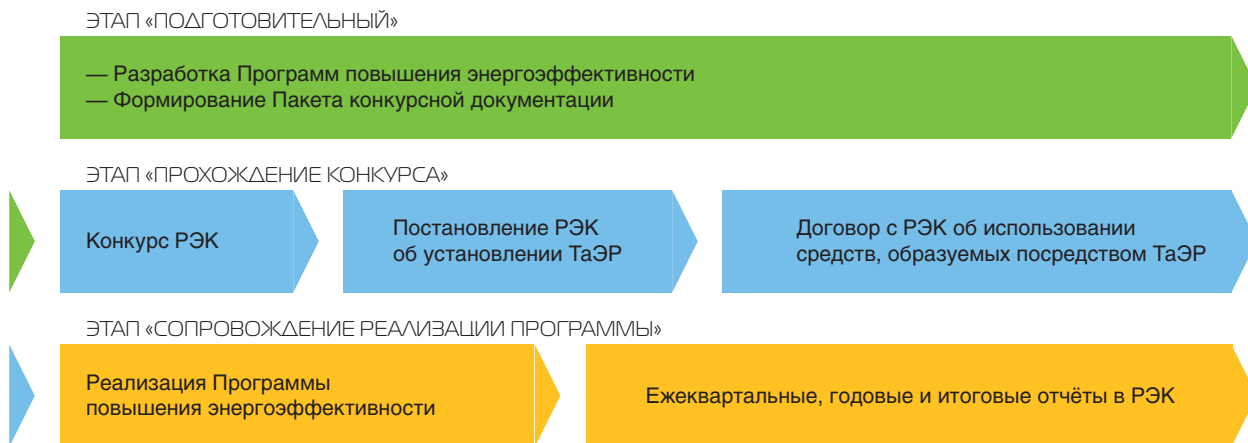 ЭТАП «ПОДГОТОВИТЕЛЬНЫЙ»
— Разработка Программ повышения энергоэффективности
— Формирование Пакета конкурсной документации
ЭТАП «ПРОХОЖДЕНИЕ КОНКУРСА»
Конкурс РЭК
Постановление РЭК
об установлении ТаЭР
Договор с РЭК об использовании
средств, образуемых посредством ТаЭР
ЭТАП «СОПРОВОЖДЕНИЕ РЕАЛИЗАЦИИ ПРОГРАММЫ»
Реализация Программы
повышения энергоэффективности
Ежеквартальные, годовые и итоговые отчёты в РЭК